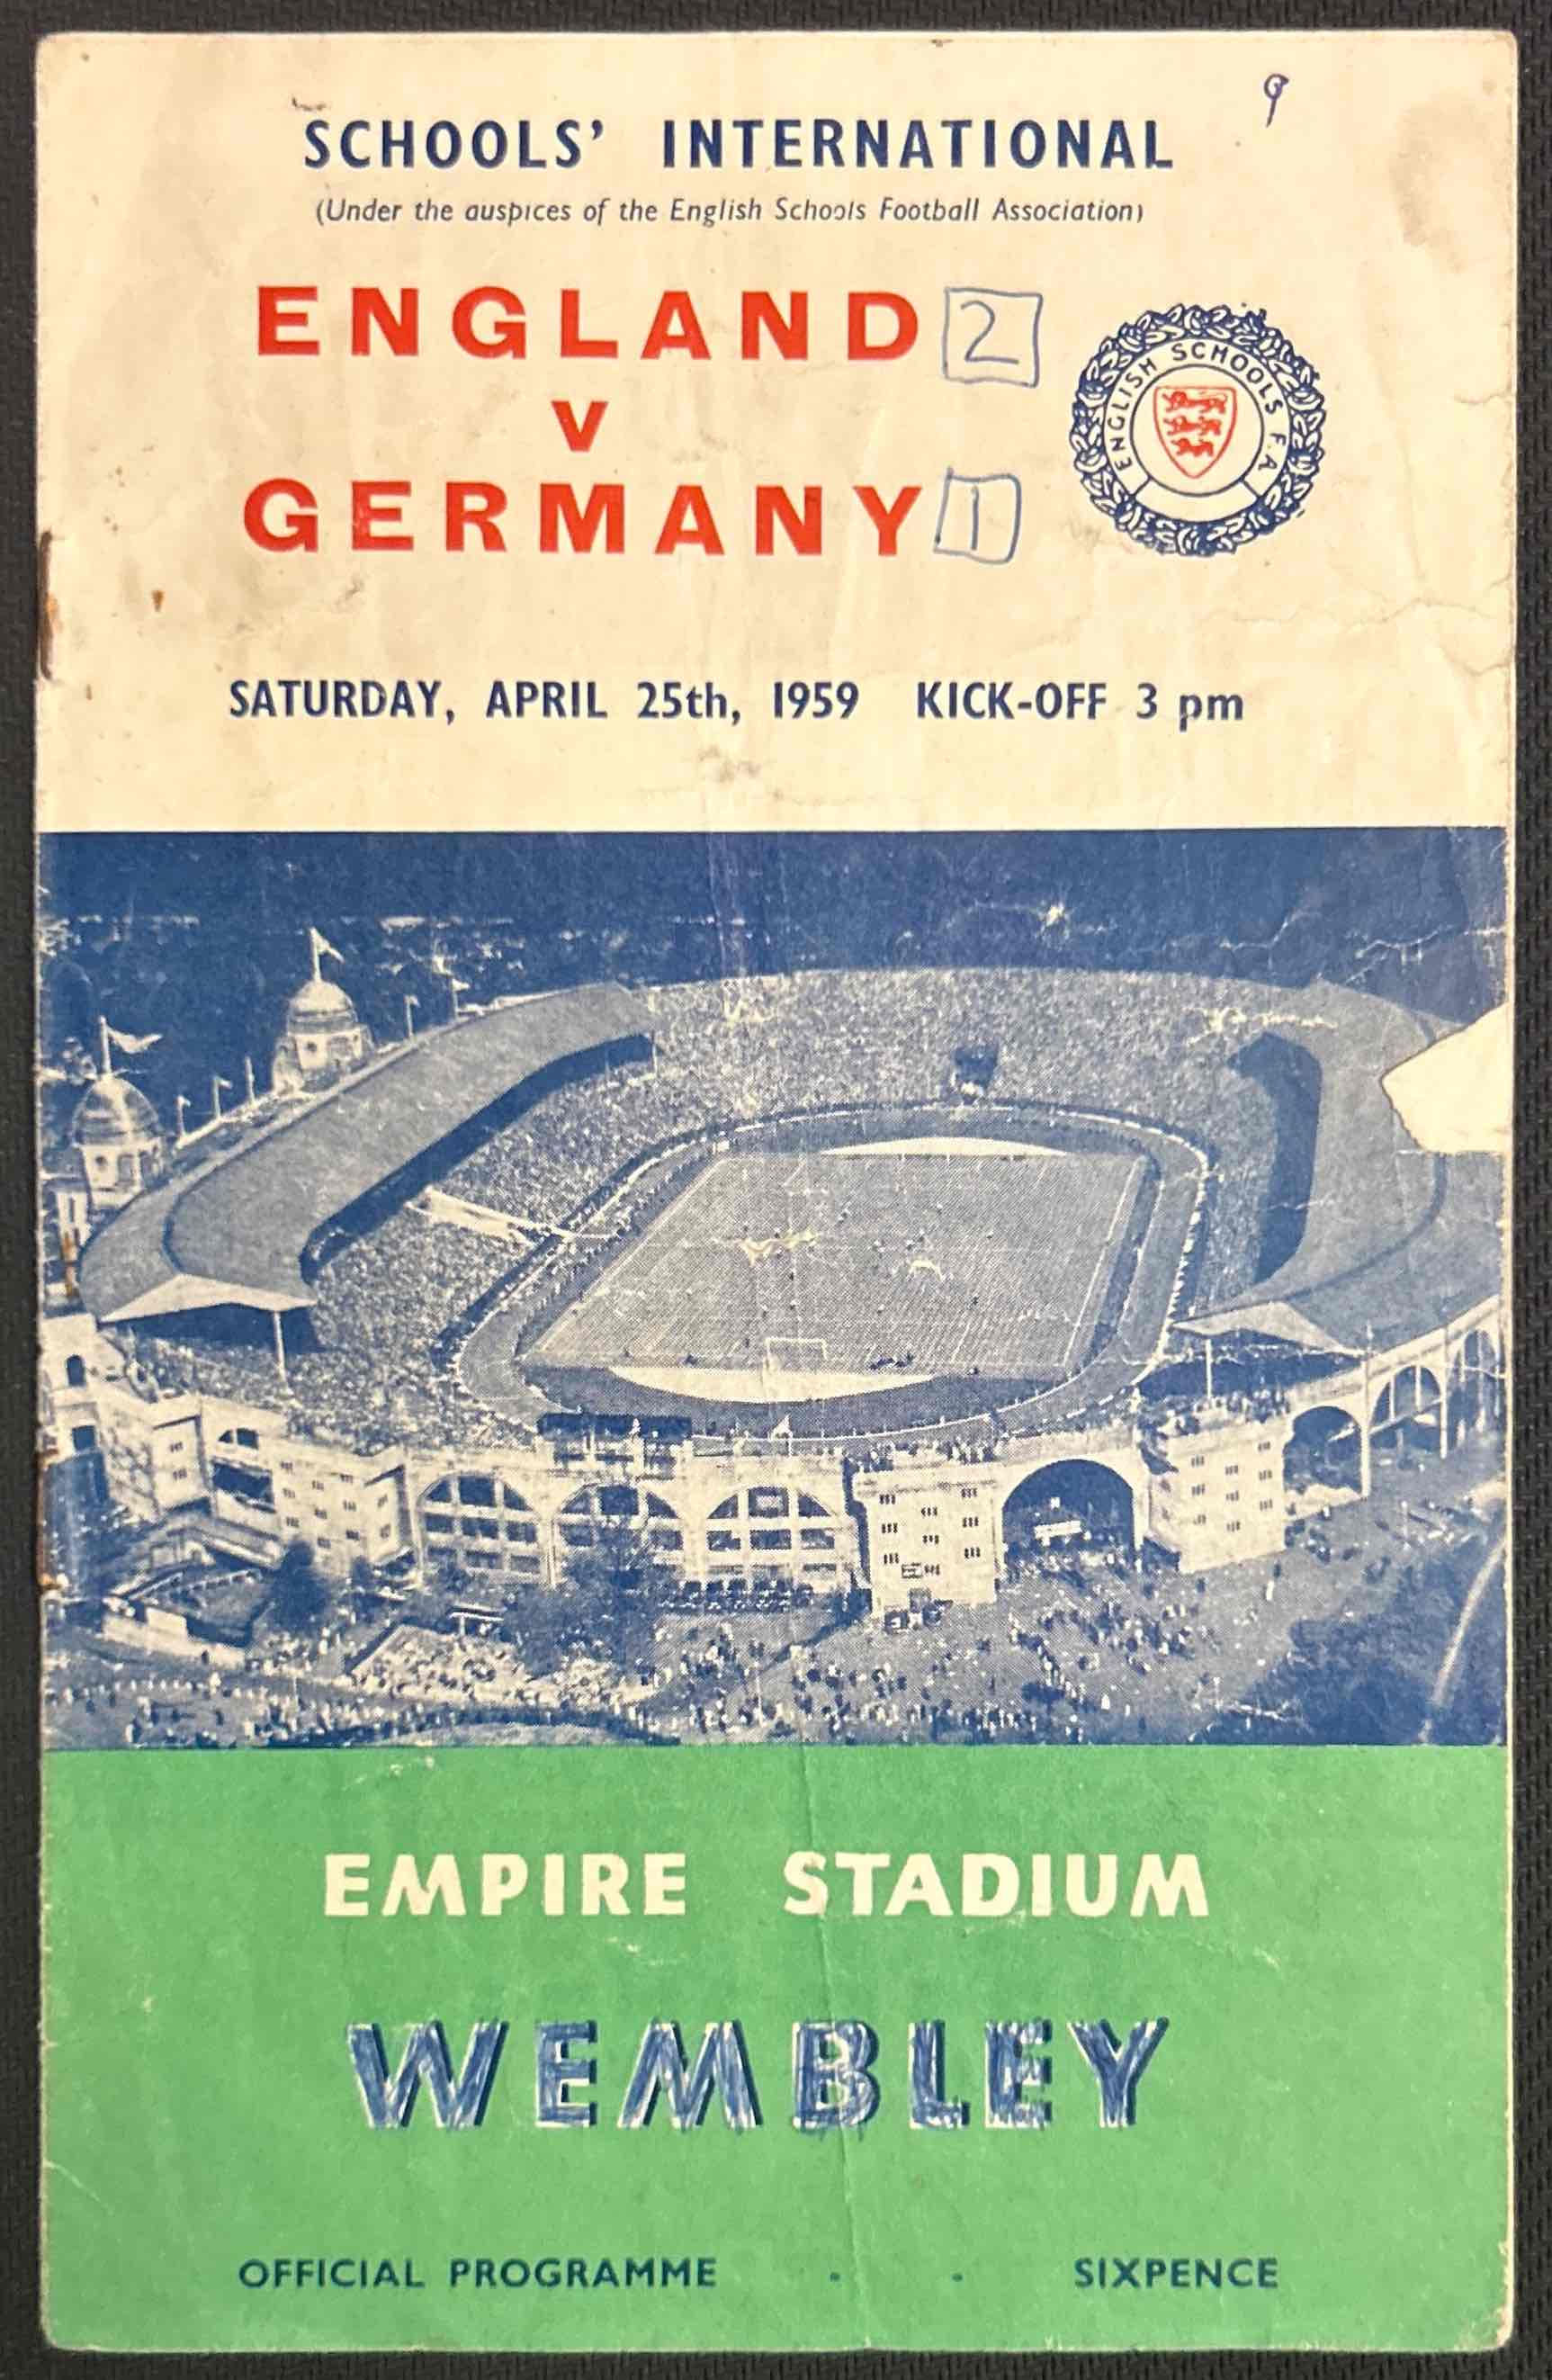 9
SCHOOLS' INTERNATIONAL
(Under the auspices of the English Schools Football Association)
ENGLAND 2
v
GERMANY 1
ENGLISH SCHOOLS F.A.
SATURDAY, APRIL 25th, 1959 KICK-OFF 3 pm
EMPIRE STADIUM
WEMBLEY
OFFICIAL PROGRAMME - - SIXPENCE